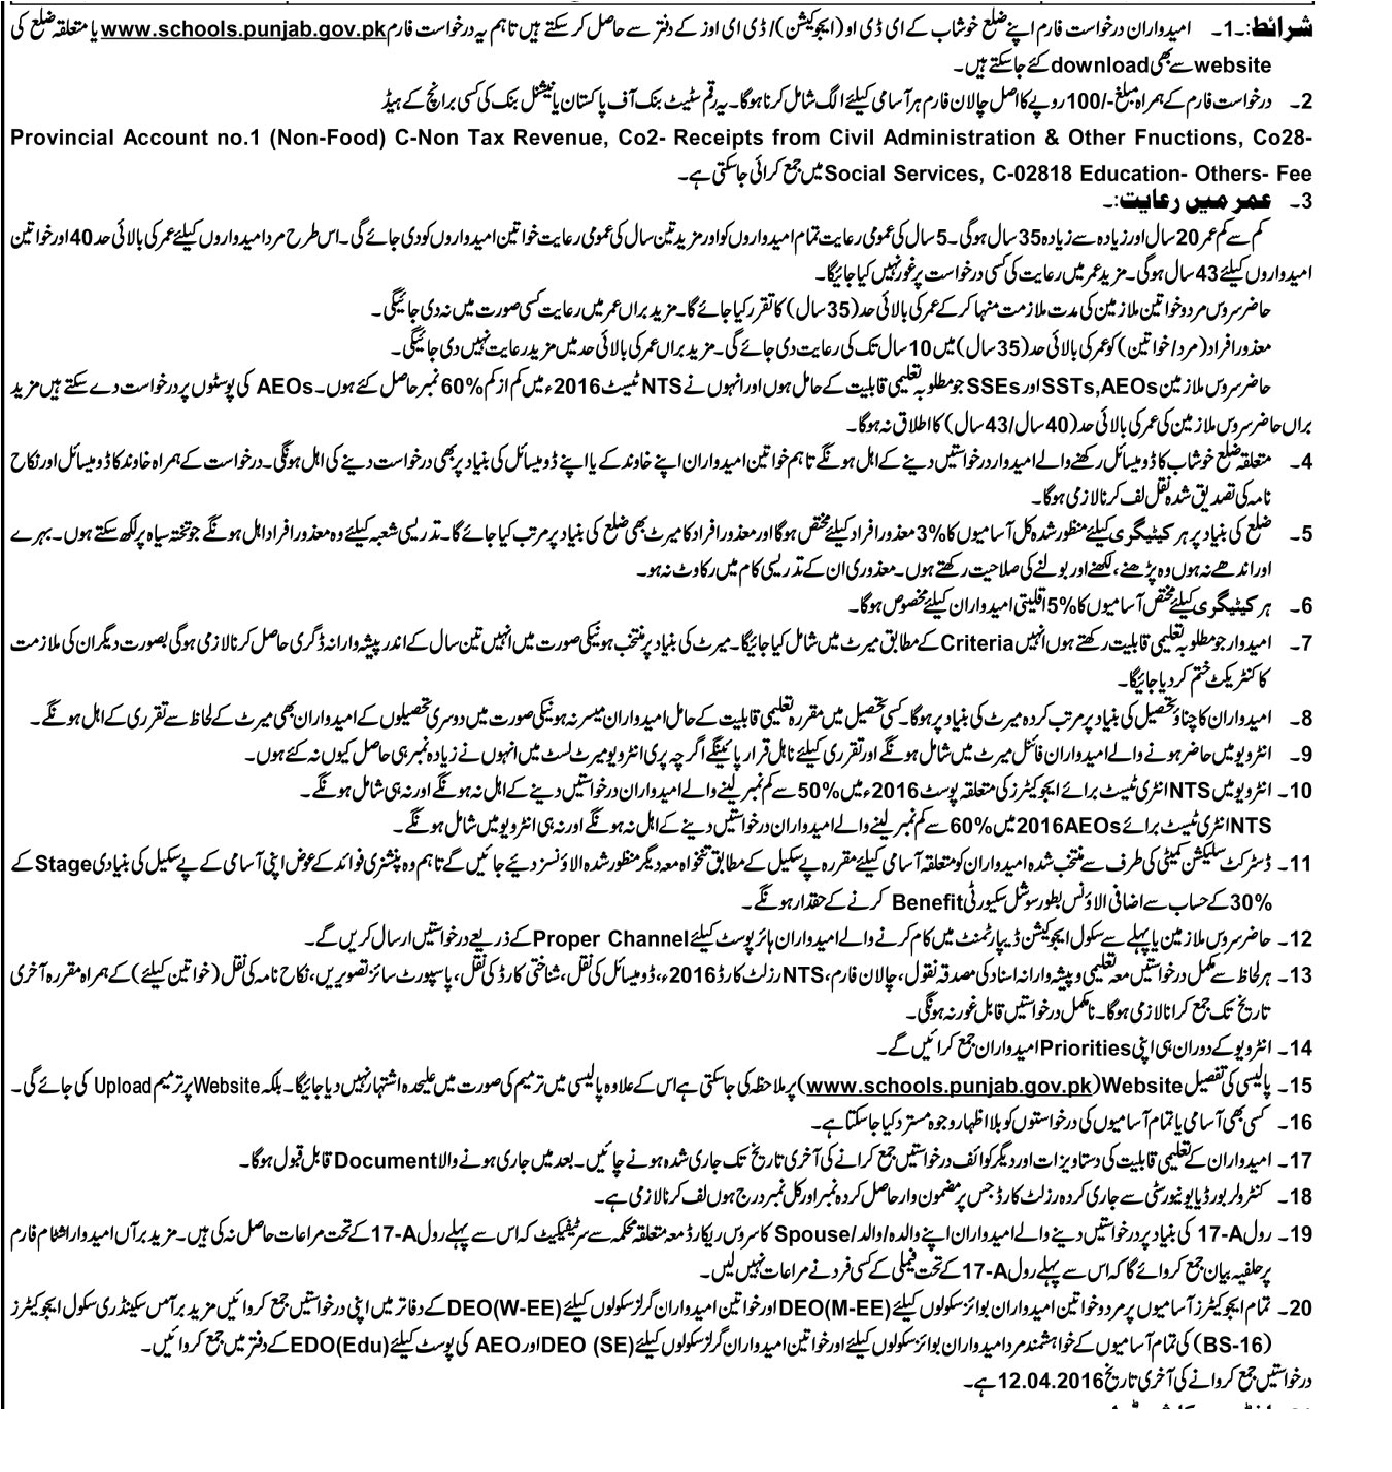 شرائط:۔1۔ امیدواران درخواست فارم اپنے ضلع خوشاب کے ای ڈی او (ایجوکیشن)/ ڈی ای اوز کے دفتر سے حاصل کر سکتے ہیں تاہم یہ درخواست فارم www.schools.punjab.gov.pk یا متعلقہ ضلع کی
website سے بھی download کئے جا سکتے ہیں۔
2۔ درخواست فارم کے ہمراہ مبلغ -/100 روپے کا اصل چالان فارم ہر آسامی کیلئے الگ شامل کرنا ہوگا۔ یہ رقم سٹیٹ بنک آف پاکستان یا نیشنل بنک کی کسی برانچ کے ہیڈ
Provincial Account no.1 (Non-Food) C-Non Tax Revenue, Co2- Receipts from Civil Administration & Other Fnuctions, Co28-
Social Services, C-02818 Education- Others- Fee میں جمع کرائی جا سکتی ہے۔
3۔ عمر میں رعایت:۔
کم سے کم عمر 20 سال اور زیادہ سے زیادہ 35 سال ہوگی۔ 5 سال کی عمومی رعایت تمام امیدواروں کو اور مزید تین سال کی عمومی رعایت خواتین امیدواروں کو دی جائے گی۔ اس طرح مرد امیدواروں کیلئے عمر کی بالائی حد 40 اور خواتین
امیدواروں کیلئے 43 سال ہوگی۔ مزید عمر میں رعایت کی کسی درخواست پر غور نہیں کیا جائیگا۔
حاضر سروس مرد و خواتین ملازمین کی مدت ملازمت منہا کر کے عمر کی بالائی حد (35 سال) کا تقرر کیا جائے گا۔ مزید براں عمر میں رعایت کسی صورت میں نہ دی جائیگی۔
معذور افراد (مرد/خواتین) کو عمر کی بالائی حد (35 سال) میں 10 سال تک کی رعایت دی جائے گی۔ مزید براں عمر کی بالائی حد میں مزید رعایت نہیں دی جائیگی۔
حاضر سروس ملازمین SSTs,AEOs اور SSEs جو مطلوبہ تعلیمی قابلیت کے حامل ہوں اور انہوں نے NTS ٹیسٹ 2016ء میں کم از کم 60% نمبر حاصل کئے ہوں۔ AEOs کی پوسٹوں پر درخواست دے سکتے ہیں مزید
براں حاضر سروس ملازمین کی عمر کی بالائی حد (40 سال/43 سال) کا اطلاق نہ ہوگا۔
4۔ متعلقہ ضلع خوشاب کا ڈومیسائل رکھنے والے امیدوار درخواستیں دینے کے اہل ہونگے تاہم خواتین امیدواران اپنے خاوند کے یا اپنے ڈومیسائل کی بنیاد پر بھی درخواست دینے کی اہل ہونگی۔ درخواست کے ہمراہ خاوند کا ڈومیسائل اور نکاح
نامہ کی تصدیق شدہ نقل لف کرنا لازمی ہوگا۔
5۔ ضلع کی بنیاد پر ہر کیٹیگری کیلئے منظور شدہ کل آسامیوں کا 3% معذور افراد کیلئے مختص ہوگا اور معذور افراد کا میرٹ بھی ضلع کی بنیاد پر مرتب کیا جائے گا۔ تدریسی شعبہ کیلئے وہ معذور افراد اہل ہونگے جو تختہ سیاہ پر لکھ سکتے ہوں۔ بہرے
اور اندھے نہ ہوں وہ پڑھنے، لکھنے اور بولنے کی صلاحیت رکھتے ہوں۔ معذوری ان کے تدریسی کام میں رکاوٹ نہ ہو۔
6۔ ہر کیٹیگری کیلئے مختص آسامیوں کا 5% اقلیتی امیدواران کیلئے مخصوص ہوگا۔
7۔ امیدوار جو مطلوبہ تعلیمی قابلیت رکھتے ہوں انہیں Criteria کے مطابق میرٹ میں شامل کیا جائیگا۔ میرٹ کی بنیاد پر منتخب ہونیکی صورت میں انہیں تین سال کے اندر پیشہ وارانہ ڈگری حاصل کرنا لازمی ہوگی بصورت دیگر ان کی ملازمت
کا کنٹریکٹ ختم کر دیا جائیگا۔
8۔ امیدواران کا چناؤ تحصیل کی بنیاد پر مرتب کردہ میرٹ کی بنیاد پر ہوگا۔ کسی تحصیل میں مقررہ تعلیمی قابلیت کے حامل امیدواران میسر نہ ہونیکی صورت میں دوسری تحصیلوں کے امیدواران بھی میرٹ کے لحاظ سے تقرری کے اہل ہونگے۔
9۔ انٹرویو میں حاضر ہونے والے امیدواران فائنل میرٹ میں شامل ہونگے اور تقرری کیلئے نااہل قرار پائینگے اگرچہ پری انٹرویو میرٹ لسٹ میں انہوں نے زیادہ نمبر ہی حاصل کیوں نہ کئے ہوں۔
10۔ انٹرویو میں NTS انٹری ٹیسٹ برائے ایجوکیٹرز کی متعلقہ پوسٹ 2016ء میں 50% سے کم نمبر لینے والے امیدواران درخواستیں دینے کے اہل نہ ہونگے اور نہ ہی شامل ہونگے۔
NTS انٹری ٹیسٹ برائے 2016AEOs میں 60% سے کم نمبر لینے والے امیدواران درخواستیں دینے کے اہل نہ ہونگے اور نہ ہی انٹرویو میں شامل ہونگے۔
11۔ ڈسٹرکٹ سلیکشن کمیٹی کی طرف سے منتخب شدہ امیدواران کو متعلقہ آسامی کیلئے مقررہ پے سکیل کے مطابق تنخواہ معہ دیگر منظور شدہ الاؤنسز دیئے جائیں گے تاہم وہ پنشنری فوائد کے عوض اپنی آسامی کے پے سکیل کی بنیادی Stage کے
30% کے حساب سے اضافی الاؤنس بطور سوشل سکیورٹی Benefit کرنے کے حقدار ہونگے۔
12۔ حاضر سروس ملازمین یا پہلے سے سکول ایجوکیشن ڈیپارٹمنٹ میں کام کرنے والے امیدواران ہائر پوسٹ کیلئے Proper Channel کے ذریعے درخواستیں ارسال کریں گے۔
13۔ ہر لحاظ سے مکمل درخواستیں معہ تعلیمی و پیشہ وارانہ اسناد کی مصدقہ نقول، چالان فارم، NTS رزلٹ کارڈ 2016ء، ڈومیسائل کی نقل، شناختی کارڈ کی نقل، پاسپورٹ سائز تصویریں، نکاح نامہ کی نقل (خواتین کیلئے) کے ہمراہ مقررہ آخری
تاریخ تک جمع کرانا لازمی ہوگا۔ نامکمل درخواستیں قابل غور نہ ہونگی۔
14۔ انٹرویو کے دوران ہی اپنی Priorities امیدواران جمع کرائیں گے۔
15۔ پالیسی کی تفصیل Website (www.schools.punjab.gov.pk) پر ملاحظہ کی جا سکتی ہے اس کے علاوہ پالیسی میں ترمیم کی صورت میں علیحدہ اشتہار نہیں دیا جائیگا۔ بلکہ Website پر ترمیم Upload کی جائے گی۔
16۔ کسی بھی آسامی یا تمام آسامیوں کی درخواستوں کو بلا اظہار وجوہ مسترد کیا جا سکتا ہے۔
17۔ امیدواران کے تعلیمی قابلیت کی دستاویزات اور دیگر کوائف درخواستیں جمع کرانے کی آخری تاریخ تک جاری شدہ ہونے چائیں۔ بعد میں جاری ہونے والا Document قابل قبول ہوگا۔
18۔ کنٹرولر بورڈ یا یونیورسٹی سے جاری کردہ رزلٹ کارڈ جس پر مضمون وار حاصل کردہ نمبر اور کل نمبر درج ہوں لف کرنا لازمی ہے۔
19۔ رول 17-A کی بنیاد پر درخواستیں دینے والے امیدواران اپنے والدہ/والد/Spouse کا سروس ریکارڈ معہ متعلقہ محکمہ سے سرٹیفیکیٹ کہ اس سے پہلے رول 17-A کے تحت مراعات حاصل نہ کی ہیں۔ مزید برآں امیدوار اشٹام فارم
پر حلفیہ بیان جمع کروائے گا کہ اس سے پہلے رول 17-A کے تحت فیملی کے کسی فرد نے مراعات نہیں لیں۔
20۔ تمام ایجوکیٹرز آسامیوں پر مرد و خواتین امیدواران بوائز سکولوں کیلئے DEO(M-EE) اور خواتین امیدواران گرلز سکولوں کیلئے DEO(W-EE) کے دفاتر میں اپنی درخواستیں جمع کروائیں مزید برآمں سکینڈری سکول ایجوکیٹرز
(BS-16) کی تمام آسامیوں کے خواہشمند مرد امیدواران بوائز سکولوں کیلئے اور خواتین امیدواران گرلز سکولوں کیلئے DEO (SE) اور AEO کی پوسٹ کیلئے EDO(Edu) کے دفتر میں جمع کروائیں۔
درخواستیں جمع کروانے کی آخری تاریخ 12.04.2016 ہے۔